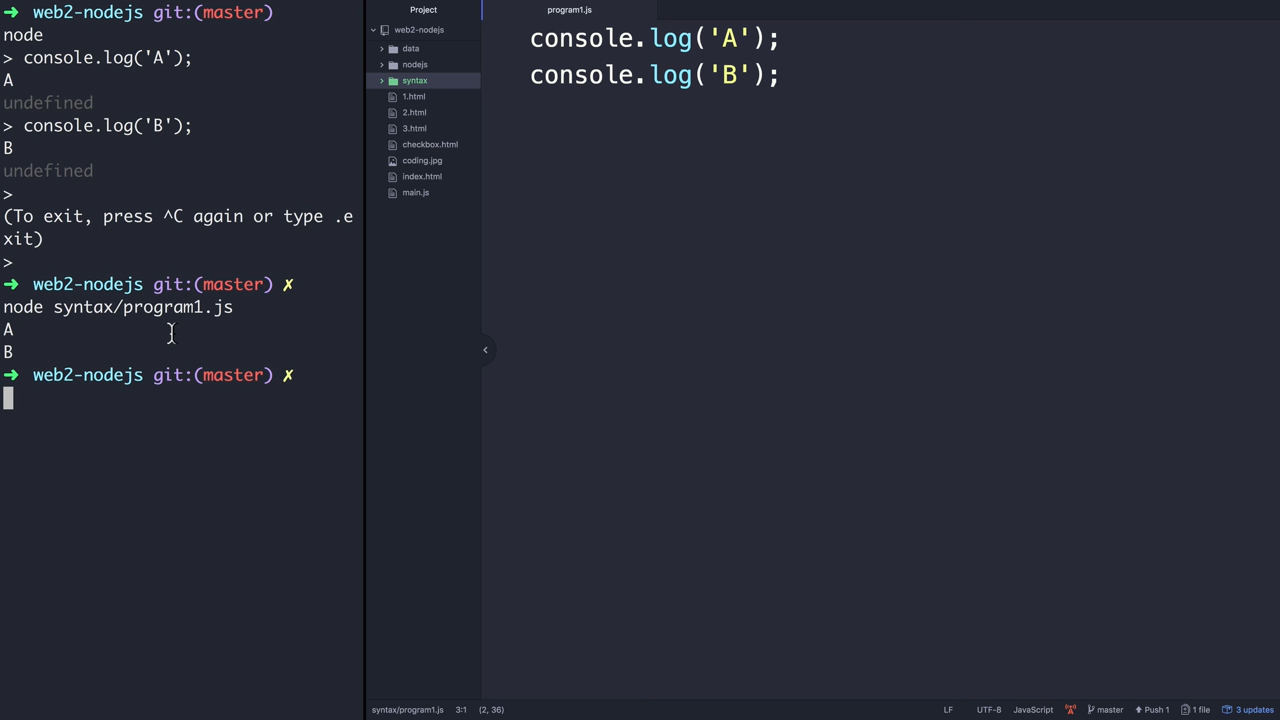 ➜  web2-nodejs git:(master)
node
> console.log('A');
A
undefined
> console.log('B');
B
undefined
>
(To exit, press ^C again or type .e
xit)
>
➜  web2-nodejs git:(master) ✗
node syntax/program1.js
A
B
➜  web2-nodejs git:(master) ✗
Project
web2-nodejs
data
nodejs
syntax
1.html
2.html
3.html
checkbox.html
coding.jpg
index.html
main.js
program1.js
console.log('A');
console.log('B');
syntax/program1.js 3:1 (2, 36) LF UTF-8 JavaScript master Push 1 1 file 3 updates